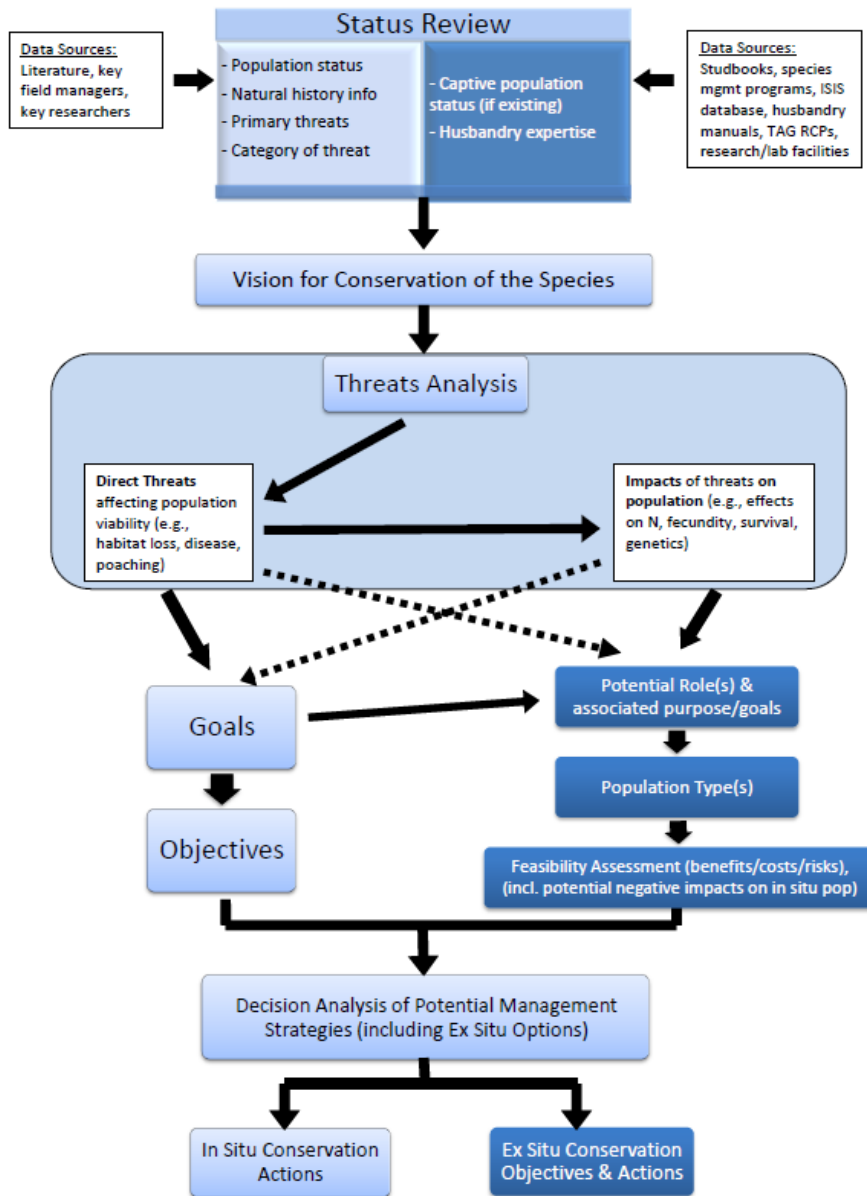 Status Review
Data Sources:
Literature, key
field managers,
key researchers
- Population status
- Natural history info
- Primary threats
- Category of threat
- Captive population
status (if existing)
- Husbandry expertise
Data Sources:
Studbooks, species
mgmt programs, ISIS
database, husbandry
manuals, TAG RCPs,
research/lab facilities
Vision for Conservation of the Species
Threats Analysis
Direct Threats
affecting population
viability (e.g.,
habitat loss, disease,
poaching)
Impacts of threats on
population (e.g., effects
on N, fecundity, survival,
genetics)
Goals
Potential Role(s) &
associated purpose/goals
Population Type(s)
Objectives
Feasibility Assessment (benefits/costs/risks),
(incl. potential negative impacts on in situ pop)
Decision Analysis of Potential Management
Strategies (including Ex Situ Options)
In Situ Conservation
Actions
Ex Situ Conservation
Objectives & Actions